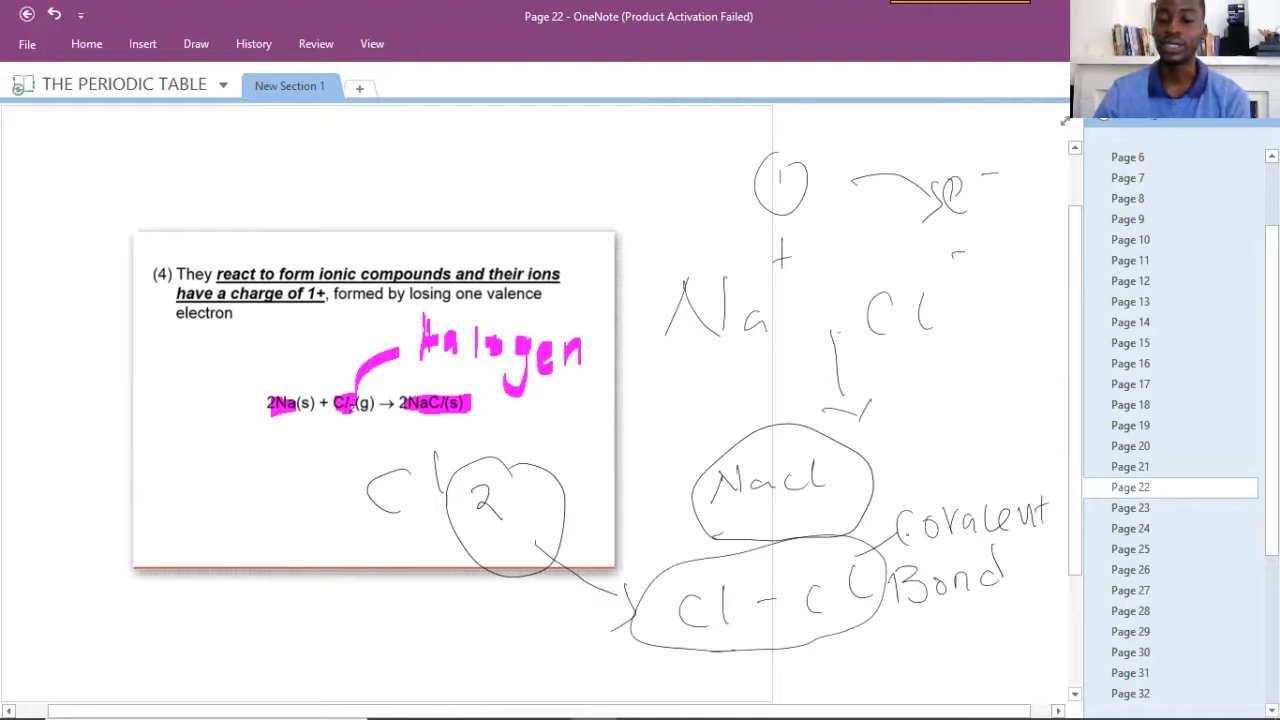 Page 22 - OneNote (Product Activation Failed)
File Home Insert Draw History Review View
THE PERIODIC TABLE New Section 1 +
(4) They react to form ionic compounds and their ions
have a charge of 1+, formed by losing one valence
electron
Halogen
2Na(s) + Cl2(g) → 2NaCl(s)
Cl 2
1 e -
+ -
Na Cl
Nacl
Covalent
Bond
Cl - Cl
Page 6
Page 7
Page 8
Page 9
Page 10
Page 11
Page 12
Page 13
Page 14
Page 15
Page 16
Page 17
Page 18
Page 19
Page 20
Page 21
Page 22
Page 23
Page 24
Page 25
Page 26
Page 27
Page 28
Page 29
Page 30
Page 31
Page 32